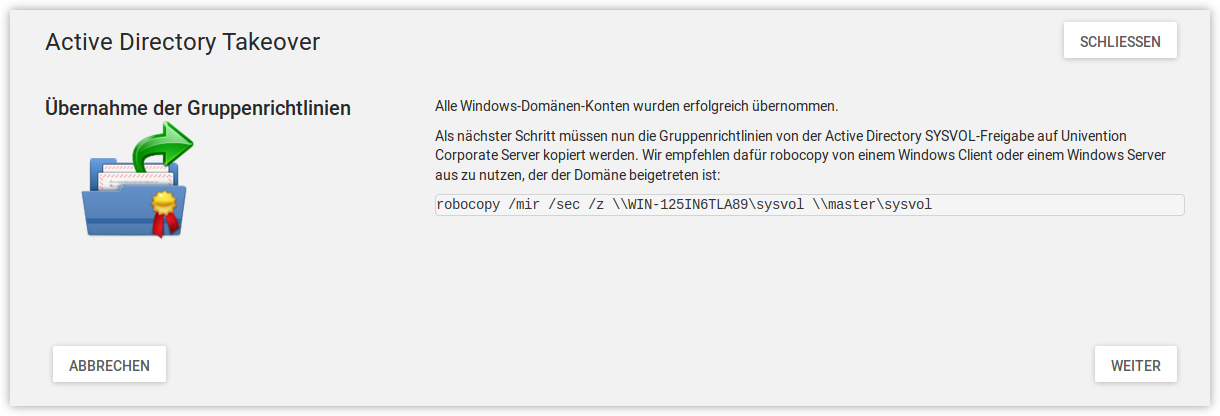 Active Directory Takeover
SCHLIESSEN
Übernahme der Gruppenrichtlinien
Alle Windows-Domänen-Konten wurden erfolgreich übernommen.
Als nächster Schritt müssen nun die Gruppenrichtlinien von der Active Directory SYSVOL-Freigabe auf Univention
Corporate Server kopiert werden. Wir empfehlen dafür robocopy von einem Windows Client oder einem Windows Server
aus zu nutzen, der der Domäne beigetreten ist:
robocopy /mir /sec /z \\WIN-125IN6TLA89\sysvol \\master\sysvol
ABBRECHEN
WEITER